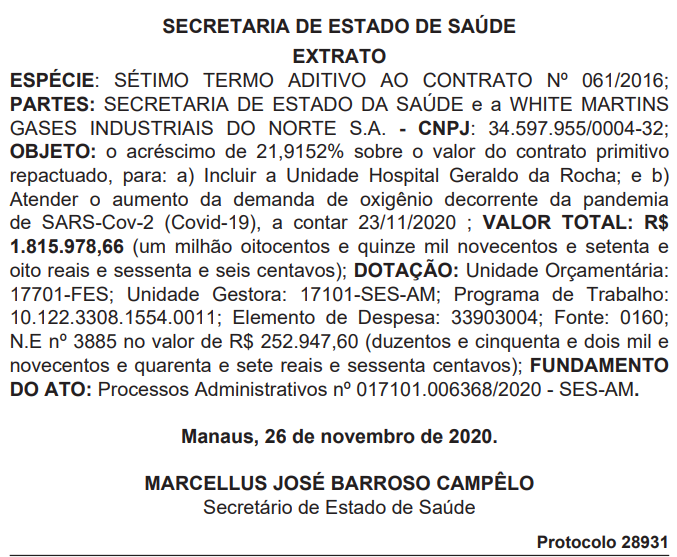 SECRETARIA DE ESTADO DE SAÚDE
EXTRATO
ESPÉCIE: SÉTIMO TERMO ADITIVO AO CONTRATO Nº 061/2016;
PARTES: SECRETARIA DE ESTADO DA SAÚDE e a WHITE MARTINS
GASES INDUSTRIAIS DO NORTE S.A. - CNPJ: 34.597.955/0004-32;
OBJETO: o acréscimo de 21,9152% sobre o valor do contrato primitivo
repactuado, para: a) Incluir a Unidade Hospital Geraldo da Rocha; e b)
Atender o aumento da demanda de oxigênio decorrente da pandemia
de SARS-Cov-2 (Covid-19), a contar 23/11/2020 ; VALOR TOTAL: R$
1.815.978,66 (um milhão oitocentos e quinze mil novecentos e setenta e
oito reais e sessenta e seis centavos); DOTAÇÃO: Unidade Orçamentária:
17701-FES; Unidade Gestora: 17101-SES-AM; Programa de Trabalho:
10.122.3308.1554.0011; Elemento de Despesa: 33903004; Fonte: 0160;
N.E nº 3885 no valor de R$ 252.947,60 (duzentos e cinquenta e dois mil e
novecentos e quarenta e sete reais e sessenta centavos); FUNDAMENTO
DO ATO: Processos Administrativos nº 017101.006368/2020 - SES-AM.
Manaus, 26 de novembro de 2020.
MARCELLUS JOSÉ BARROSO CAMPÊLO
Secretário de Estado de Saúde
Protocolo 28931